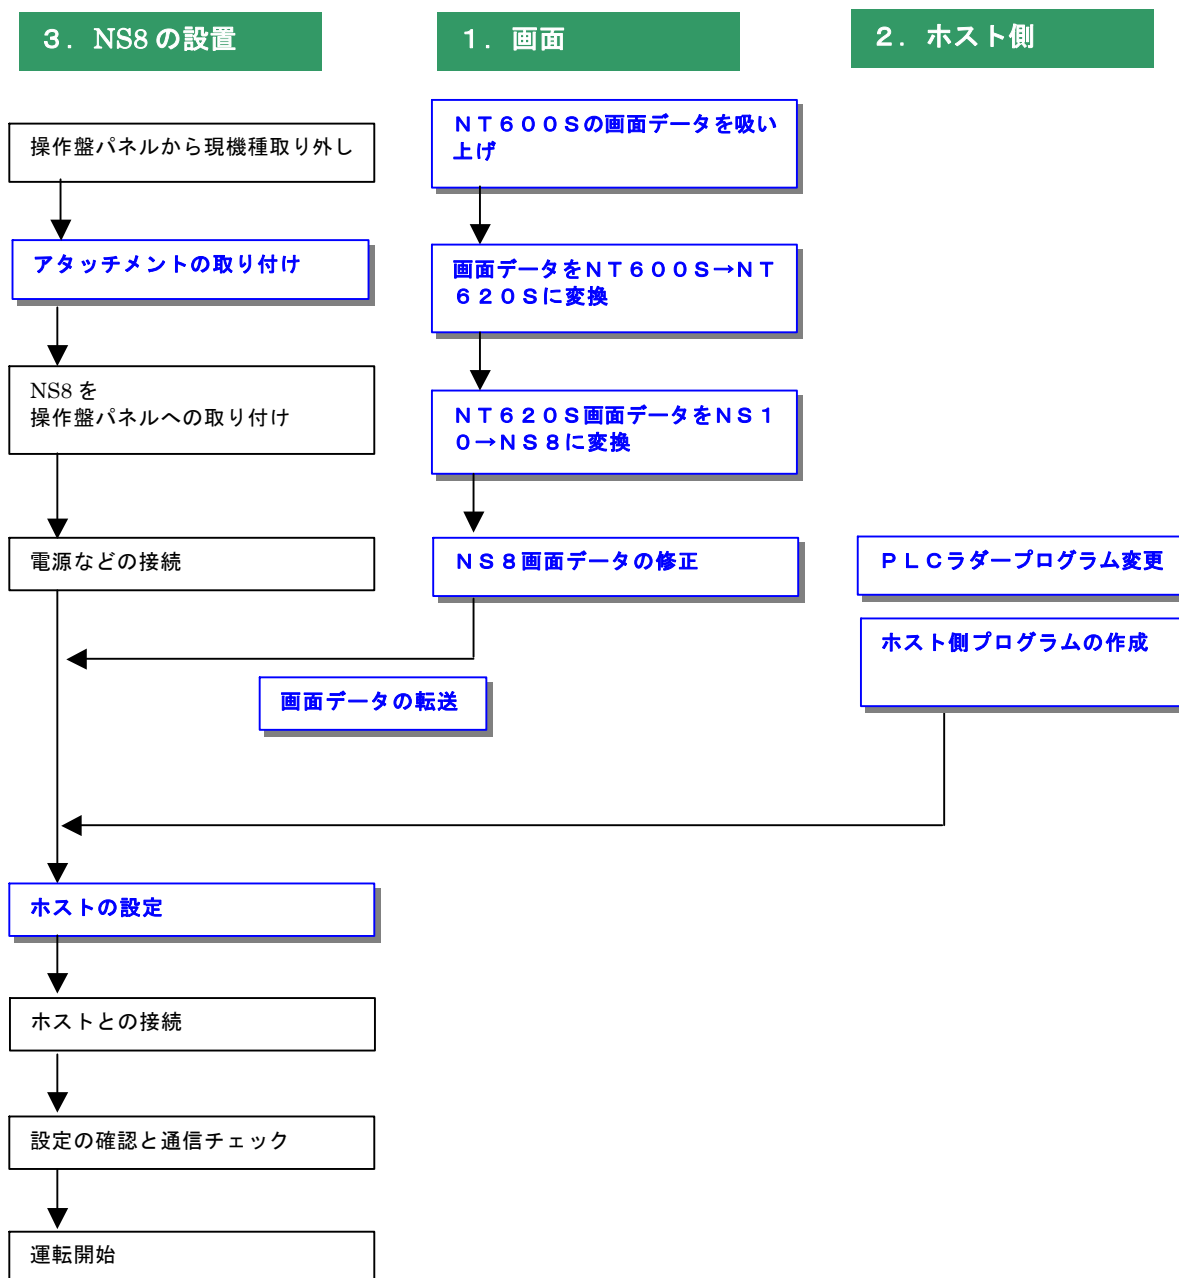 ３．NS8の設置
１．画面
２．ホスト側
操作盤パネルから現機種取り外し
アタッチメントの取り付け
NS8を
操作盤パネルへの取り付け
電源などの接続
ＮＴ６００Ｓの画面データを吸い
上げ
画面データをＮＴ６００Ｓ→ＮＴ
６２０Ｓに変換
ＮＴ６２０Ｓ画面データをＮＳ１
０→ＮＳ８に変換
ＮＳ８画面データの修正
ＰＬＣラダープログラム変更
ホスト側プログラムの作成
画面データの転送
ホストの設定
ホストとの接続
設定の確認と通信チェック
運転開始